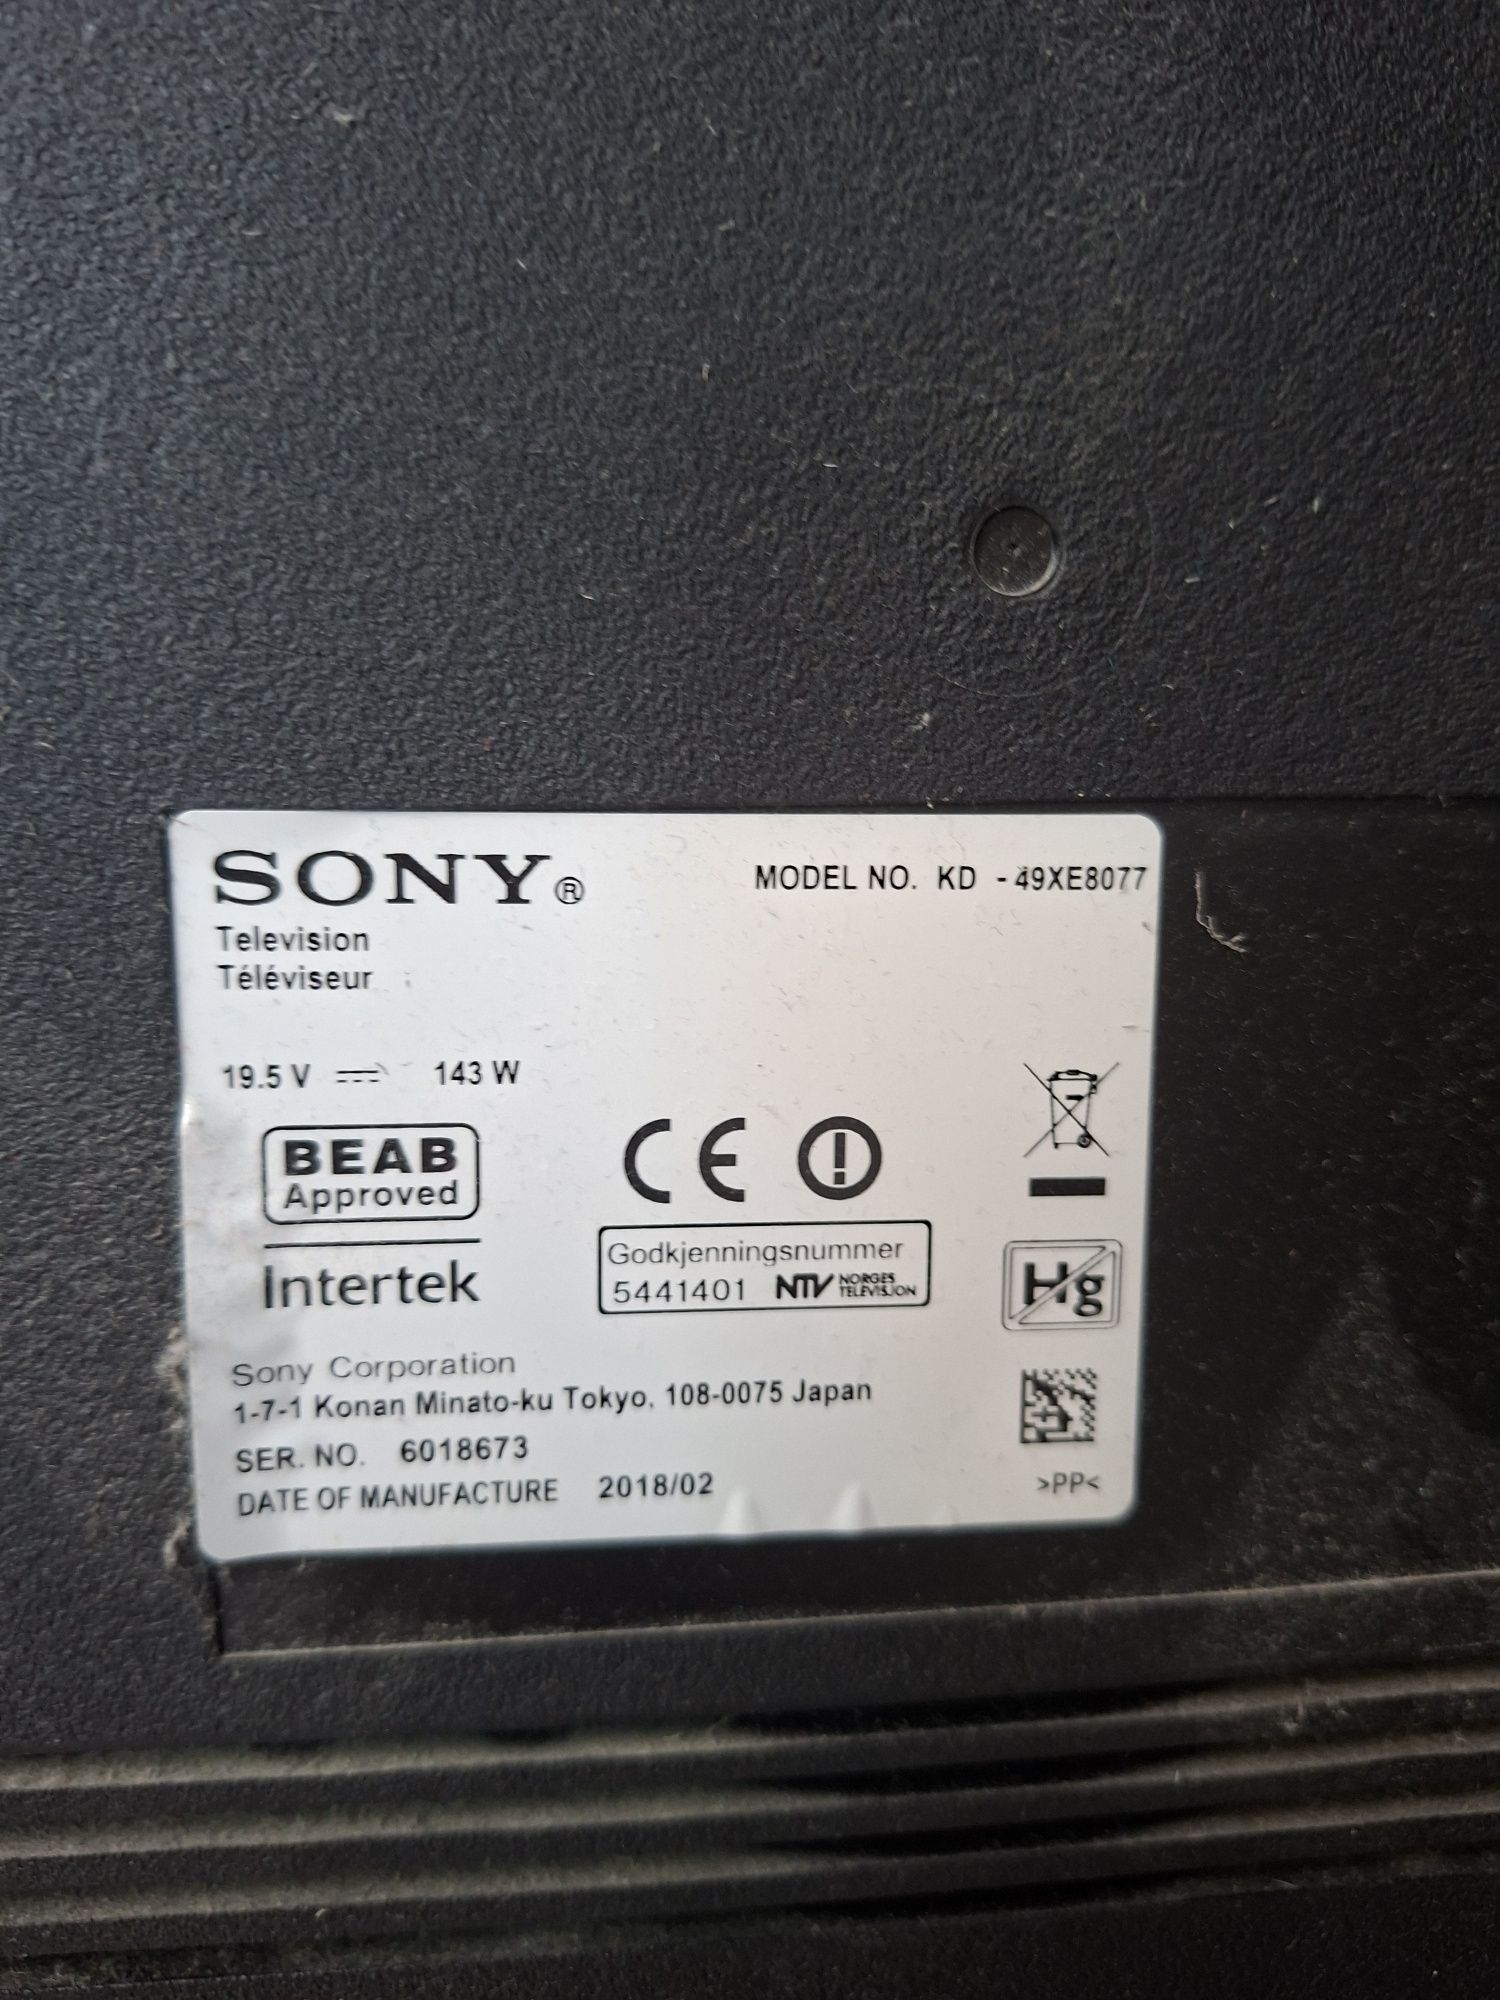 SONY®
MODEL NO. KD - 49XE8077
Television
Téléviseur
19.5 V 143 W
BEAB
Approved
Intertek
CE
Godkjenningsnummer
5441401 NTV NORGES TELEVISJON
Hg
Sony Corporation
1-7-1 Konan Minato-ku Tokyo, 108-0075 Japan
SER. NO. 6018673
DATE OF MANUFACTURE 2018/02
>PP<